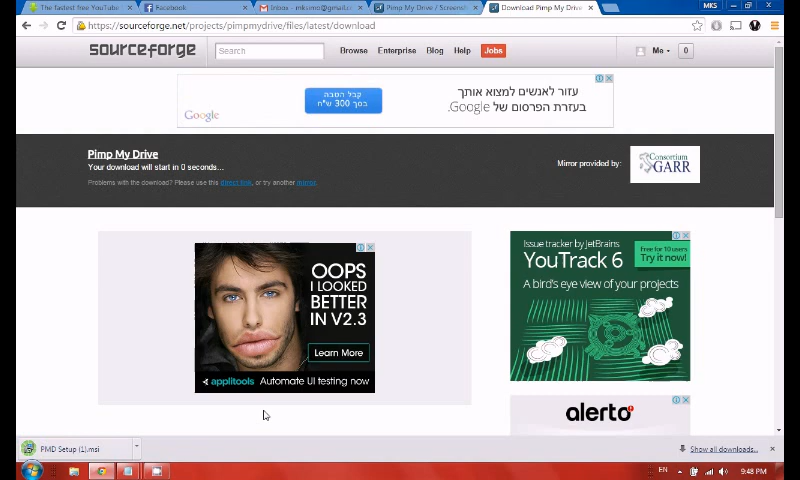 The fastest free YouTube
Facebook
Inbox - mksmo@gmail.c
Pimp My Drive / Screensh
Download Pimp My Drive
MKS
https://sourceforge.net/projects/pimpmydrive/files/latest/download
sourceforge
Search
Browse
Enterprise
Blog
Help
Jobs
Me
0
Google
קבל הטבה
בסך 300 ש"ח
עזור לאנשים למצוא אותך
בעזרת הפרסום של Google.
Pimp My Drive
Your download will start in 0 seconds...
Problems with the download? Please use this direct link, or try another mirror.
Mirror provided by:
Consortium
GARR
OOPS
I LOOKED
BETTER
IN V2.3
Learn More
applitools Automate UI testing now
Issue tracker by JetBrains
YouTrack 6
Free for 10 users
Try it now!
A bird's eye view of your projects
alerto
PMD Setup (1).msi
Show all downloads...
EN
9:48 PM